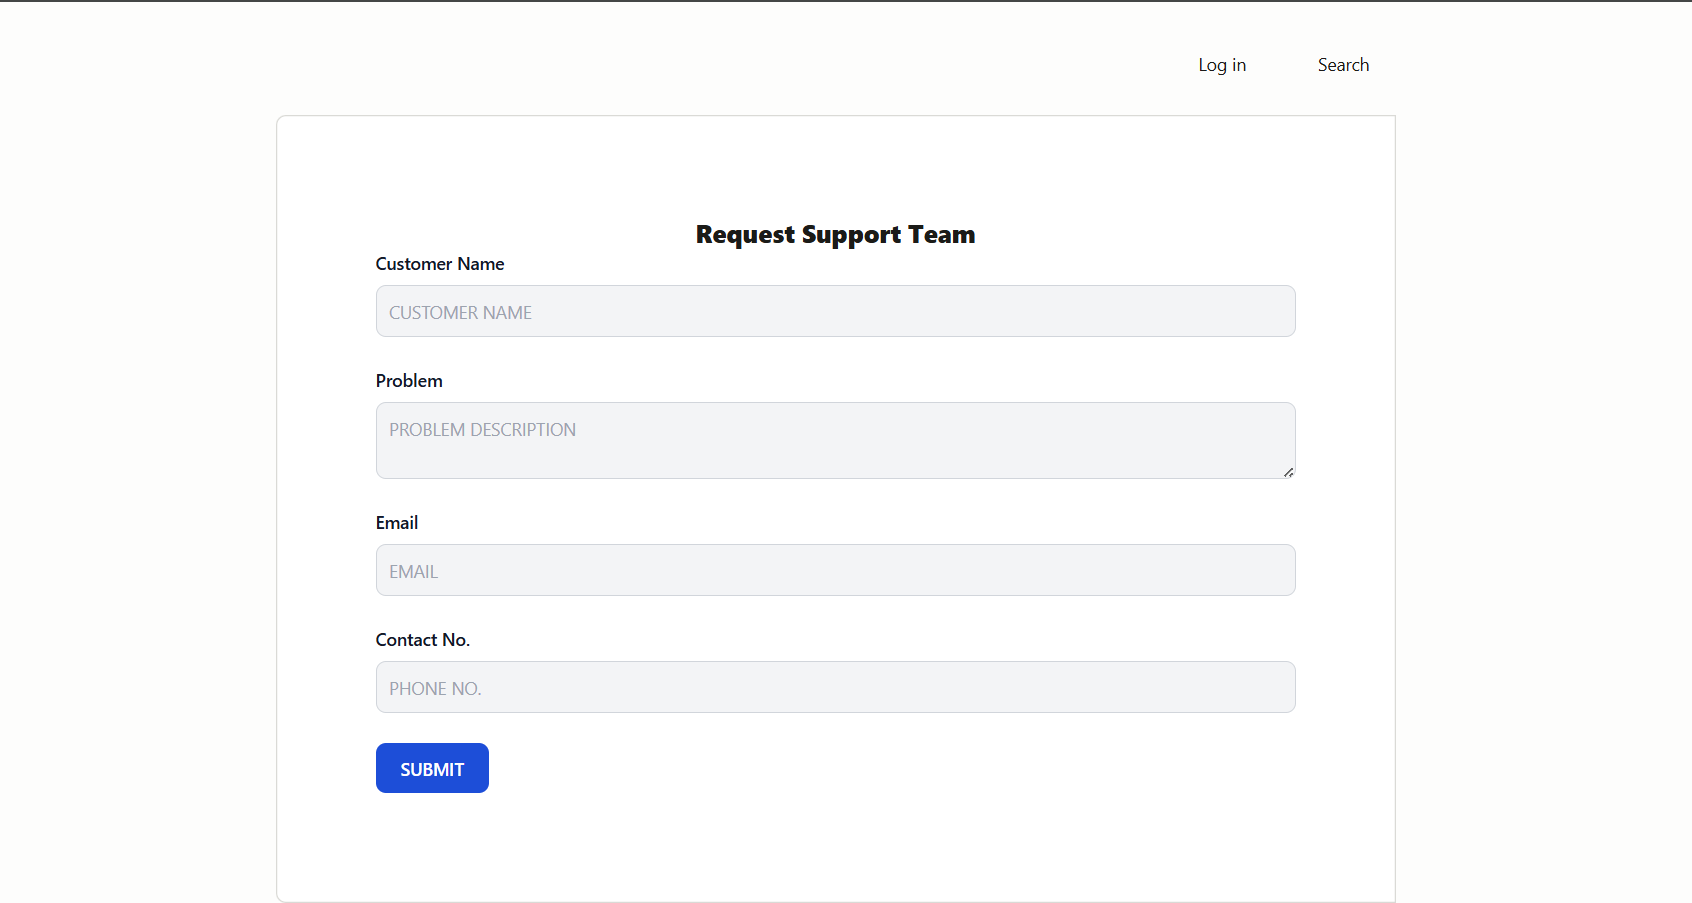 Log in Search
Request Support Team
Customer Name
CUSTOMER NAME
Problem
PROBLEM DESCRIPTION
Email
EMAIL
Contact No.
PHONE NO.
SUBMIT